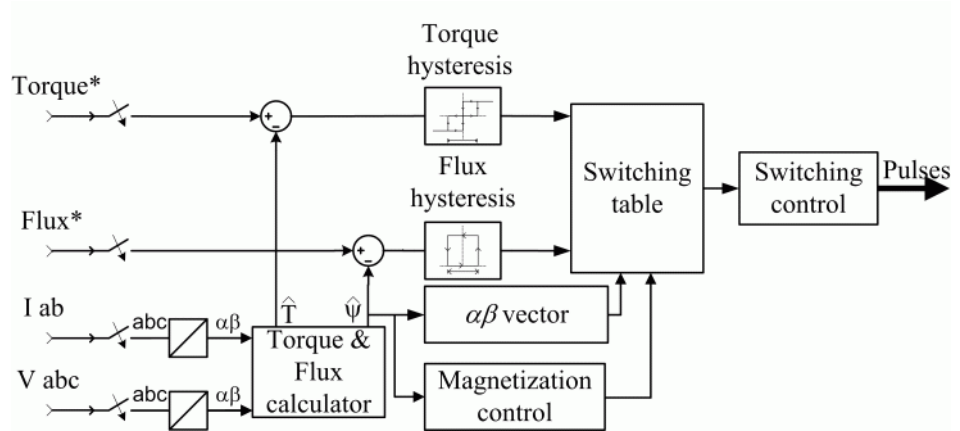 Torque
hysteresis
Torque*
+
-
Flux
hysteresis
Switching
table
Switching
control
Pulses
Flux*
+
-
I ab
abc
αβ
T̂
ψ̂
αβ vector
Torque &
Flux
calculator
V abc
abc
αβ
Magnetization
control